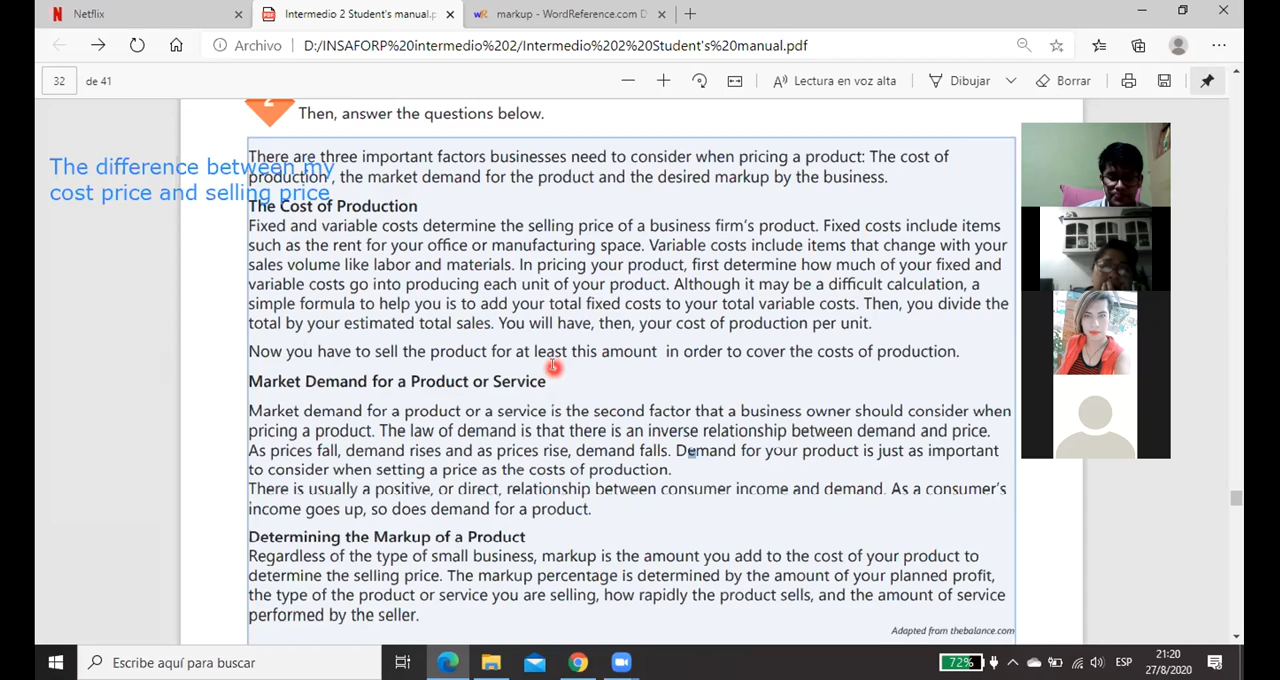 Netflix
Intermedio 2 Student's manual.p
markup - WordReference.com D
Archivo
D:/INSAFORP%20intermedio%202/Intermedio%202%20Student's%20manual.pdf
32
de 41
Lectura en voz alta
Dibujar
Borrar
2
Then, answer the questions below.
There are three important factors businesses need to consider when pricing a product: The cost of
production , the market demand for the product and the desired markup by the business.
The difference between my
cost price and selling price
The Cost of Production
Fixed and variable costs determine the selling price of a business firm's product. Fixed costs include items
such as the rent for your office or manufacturing space. Variable costs include items that change with your
sales volume like labor and materials. In pricing your product, first determine how much of your fixed and
variable costs go into producing each unit of your product. Although it may be a difficult calculation, a
simple formula to help you is to add your total fixed costs to your total variable costs. Then, you divide the
total by your estimated total sales. You will have, then, your cost of production per unit.
Now you have to sell the product for at least this amount in order to cover the costs of production.
Market Demand for a Product or Service
Market demand for a product or a service is the second factor that a business owner should consider when
pricing a product. The law of demand is that there is an inverse relationship between demand and price.
As prices fall, demand rises and as prices rise, demand falls. Demand for your product is just as important
to consider when setting a price as the costs of production.
There is usually a positive, or direct, relationship between consumer income and demand. As a consumer's
income goes up, so does demand for a product.
Determining the Markup of a Product
Regardless of the type of small business, markup is the amount you add to the cost of your product to
determine the selling price. The markup percentage is determined by the amount of your planned profit,
the type of the product or service you are selling, how rapidly the product sells, and the amount of service
performed by the seller.
Adapted from thebalance.com
Escribe aquí para buscar
72%
ESP
21:20
27/8/2020